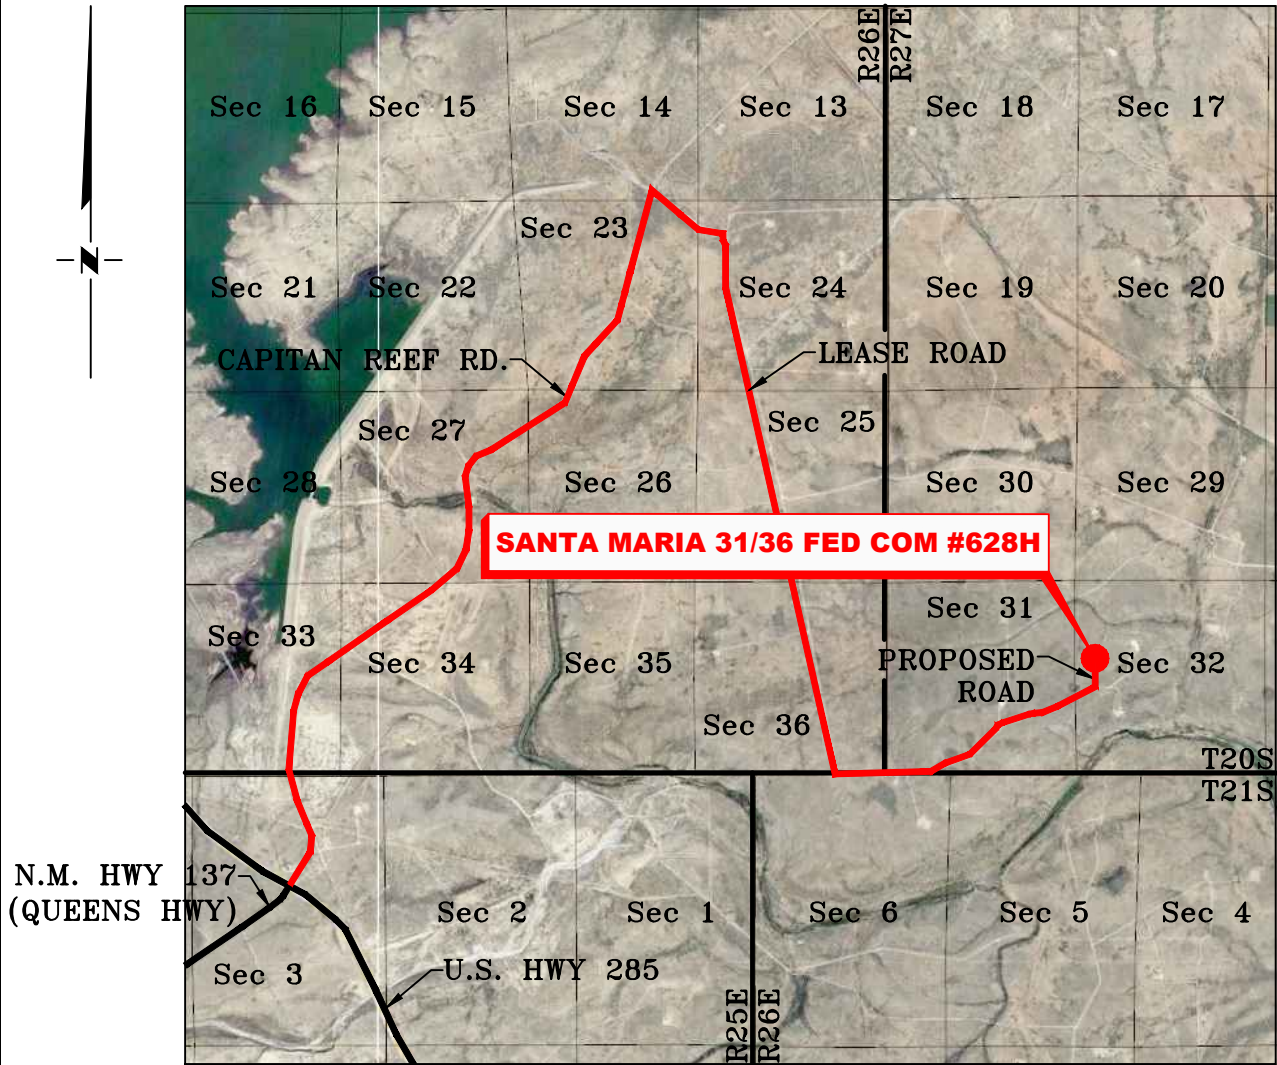 R26E
R27E
Sec 16
Sec 15
Sec 14
Sec 13
Sec 18
Sec 17
Sec 23
N
Sec 21
Sec 22
Sec 24
Sec 19
Sec 20
CAPITAN REEF RD.
LEASE ROAD
Sec 27
Sec 25
Sec 28
Sec 26
Sec 30
Sec 29
SANTA MARIA 31/36 FED COM #628H
Sec 31
Sec 33
Sec 34
Sec 35
PROPOSED
ROAD
Sec 32
Sec 36
T20S
T21S
N.M. HWY 137
(QUEENS HWY)
Sec 2
Sec 1
Sec 6
Sec 5
Sec 4
Sec 3
U.S. HWY 285
R25E
R26E